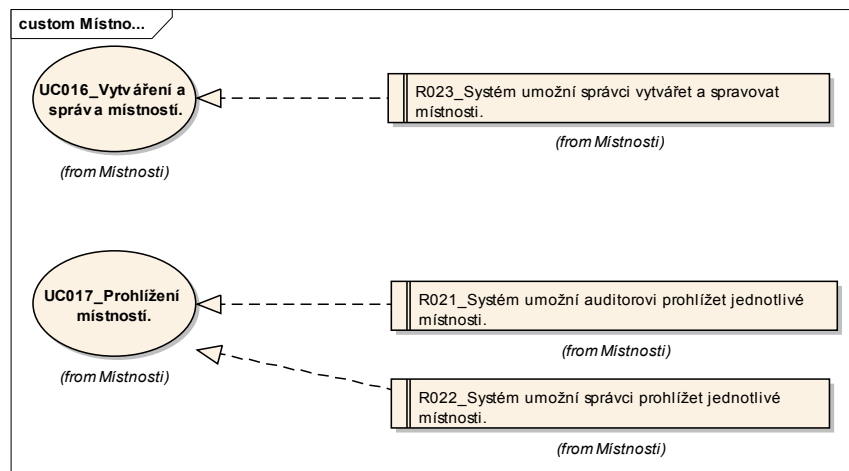 custom Místno...
UC016_Vytváření a
správa místností.
(from Místnosti)
R023_Systém umožní správci vytvářet a spravovat
místnosti.
(from Místnosti)
UC017_Prohlížení
místností.
(from Místnosti)
R021_Systém umožní auditorovi prohlížet jednotlivé
místnosti.
(from Místnosti)
R022_Systém umožní správci prohlížet jednotlivé
místnosti.
(from Místnosti)